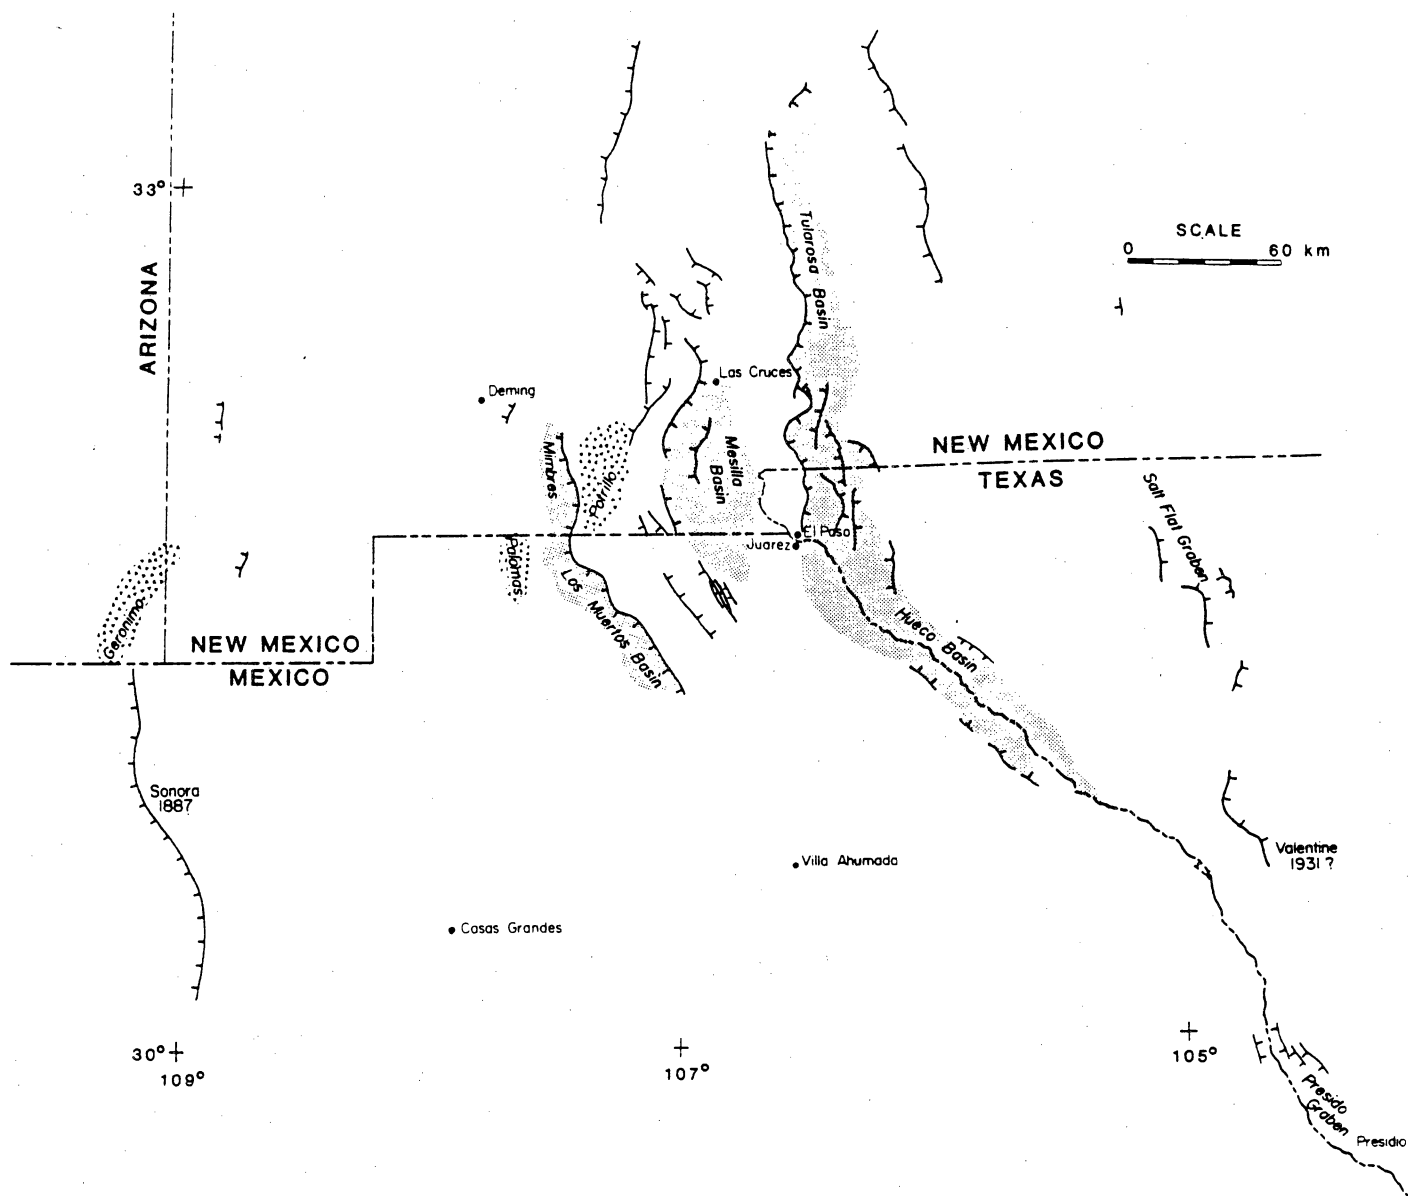 33°
ARIZONA
SCALE
0 60 km
Tularosa Basin
Las Cruces
Deming
NEW MEXICO
TEXAS
Mimbres
Potrillo
Mesilla
Basin
Salt Flat Graben
El Paso
Juarez
Palomas
Los Muertos Basin
Geronimo
Hueco Basin
NEW MEXICO
MEXICO
Sonora
1887
Valentine
1931 ?
Villa Ahumada
Casas Grandes
30°
109°
107°
105°
Presido
Graben
Presidio